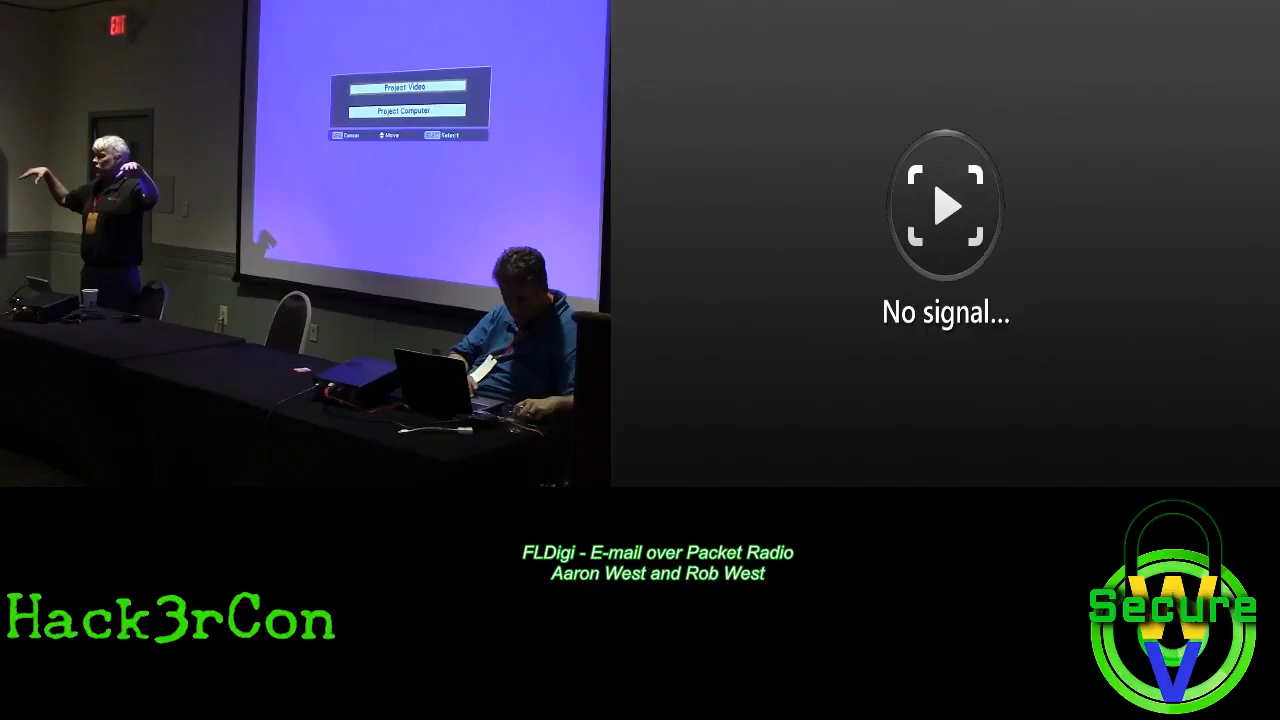 EXIT
Project Video
Project Computer
Move
Select
No signal...
FLDigi - E-mail over Packet Radio
Aaron West and Rob West
Hack3rCon
Secure
W
V